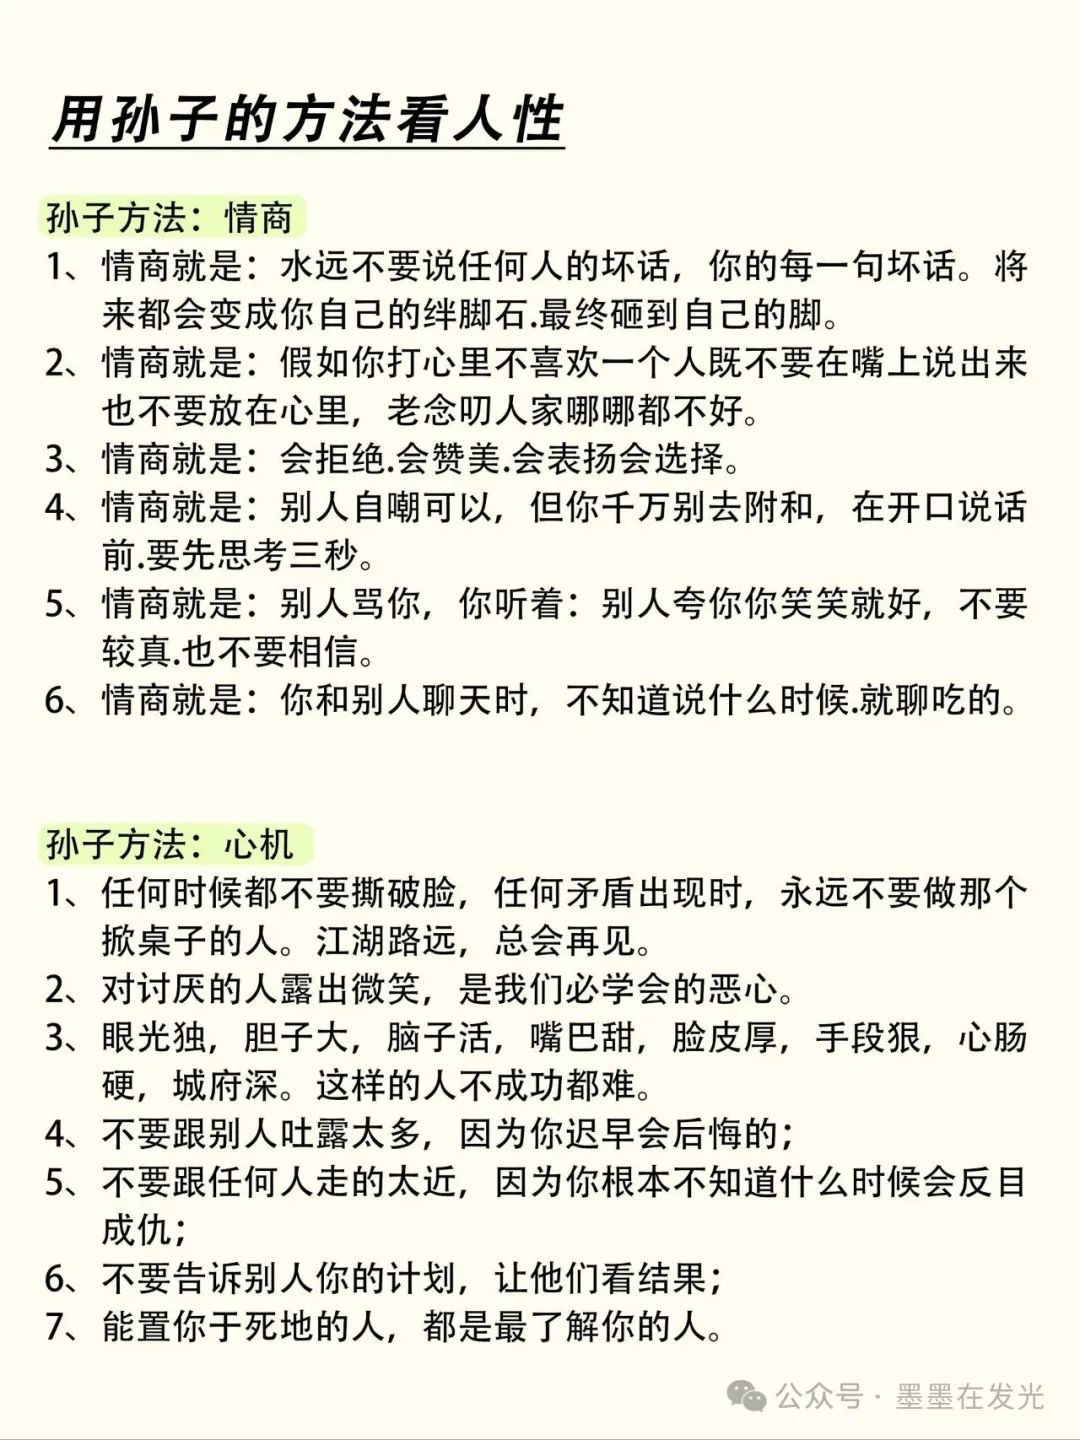 用孙子的方法看人性
孙子方法：情商
1、情商就是：水远不要说任何人的坏话，你的每一句坏话。将
来都会变成你自己的绊脚石.最终砸到自己的脚。
2、情商就是：假如你打心里不喜欢一个人既不要在嘴上说出来
也不要放在心里，老念叨人家哪哪都不好。
3、情商就是：会拒绝.会赞美.会表扬会选择。
4、情商就是：别人自嘲可以，但你千万别去附和，在开口说话
前.要先思考三秒。
5、情商就是：别人骂你，你听着：别人夸你你笑笑就好，不要
较真.也不要相信。
6、情商就是：你和别人聊天时，不知道说什么时候.就聊吃的。
孙子方法：心机
1、任何时候都不要撕破脸，任何矛盾出现时，永远不要做那个
掀桌子的人。江湖路远，总会再见。
2、对讨厌的人露出微笑，是我们必学会的恶心。
3、眼光独，胆子大，脑子活，嘴巴甜，脸皮厚，手段狠，心肠
硬，城府深。这样的人不成功都难。
4、不要跟别人吐露太多，因为你迟早会后悔的；
5、不要跟任何人走的太近，因为你根本不知道什么时候会反目
成仇；
6、不要告诉别人你的计划，让他们看结果；
7、能置你于死地的人，都是最了解你的人。
公众号·墨墨在发光